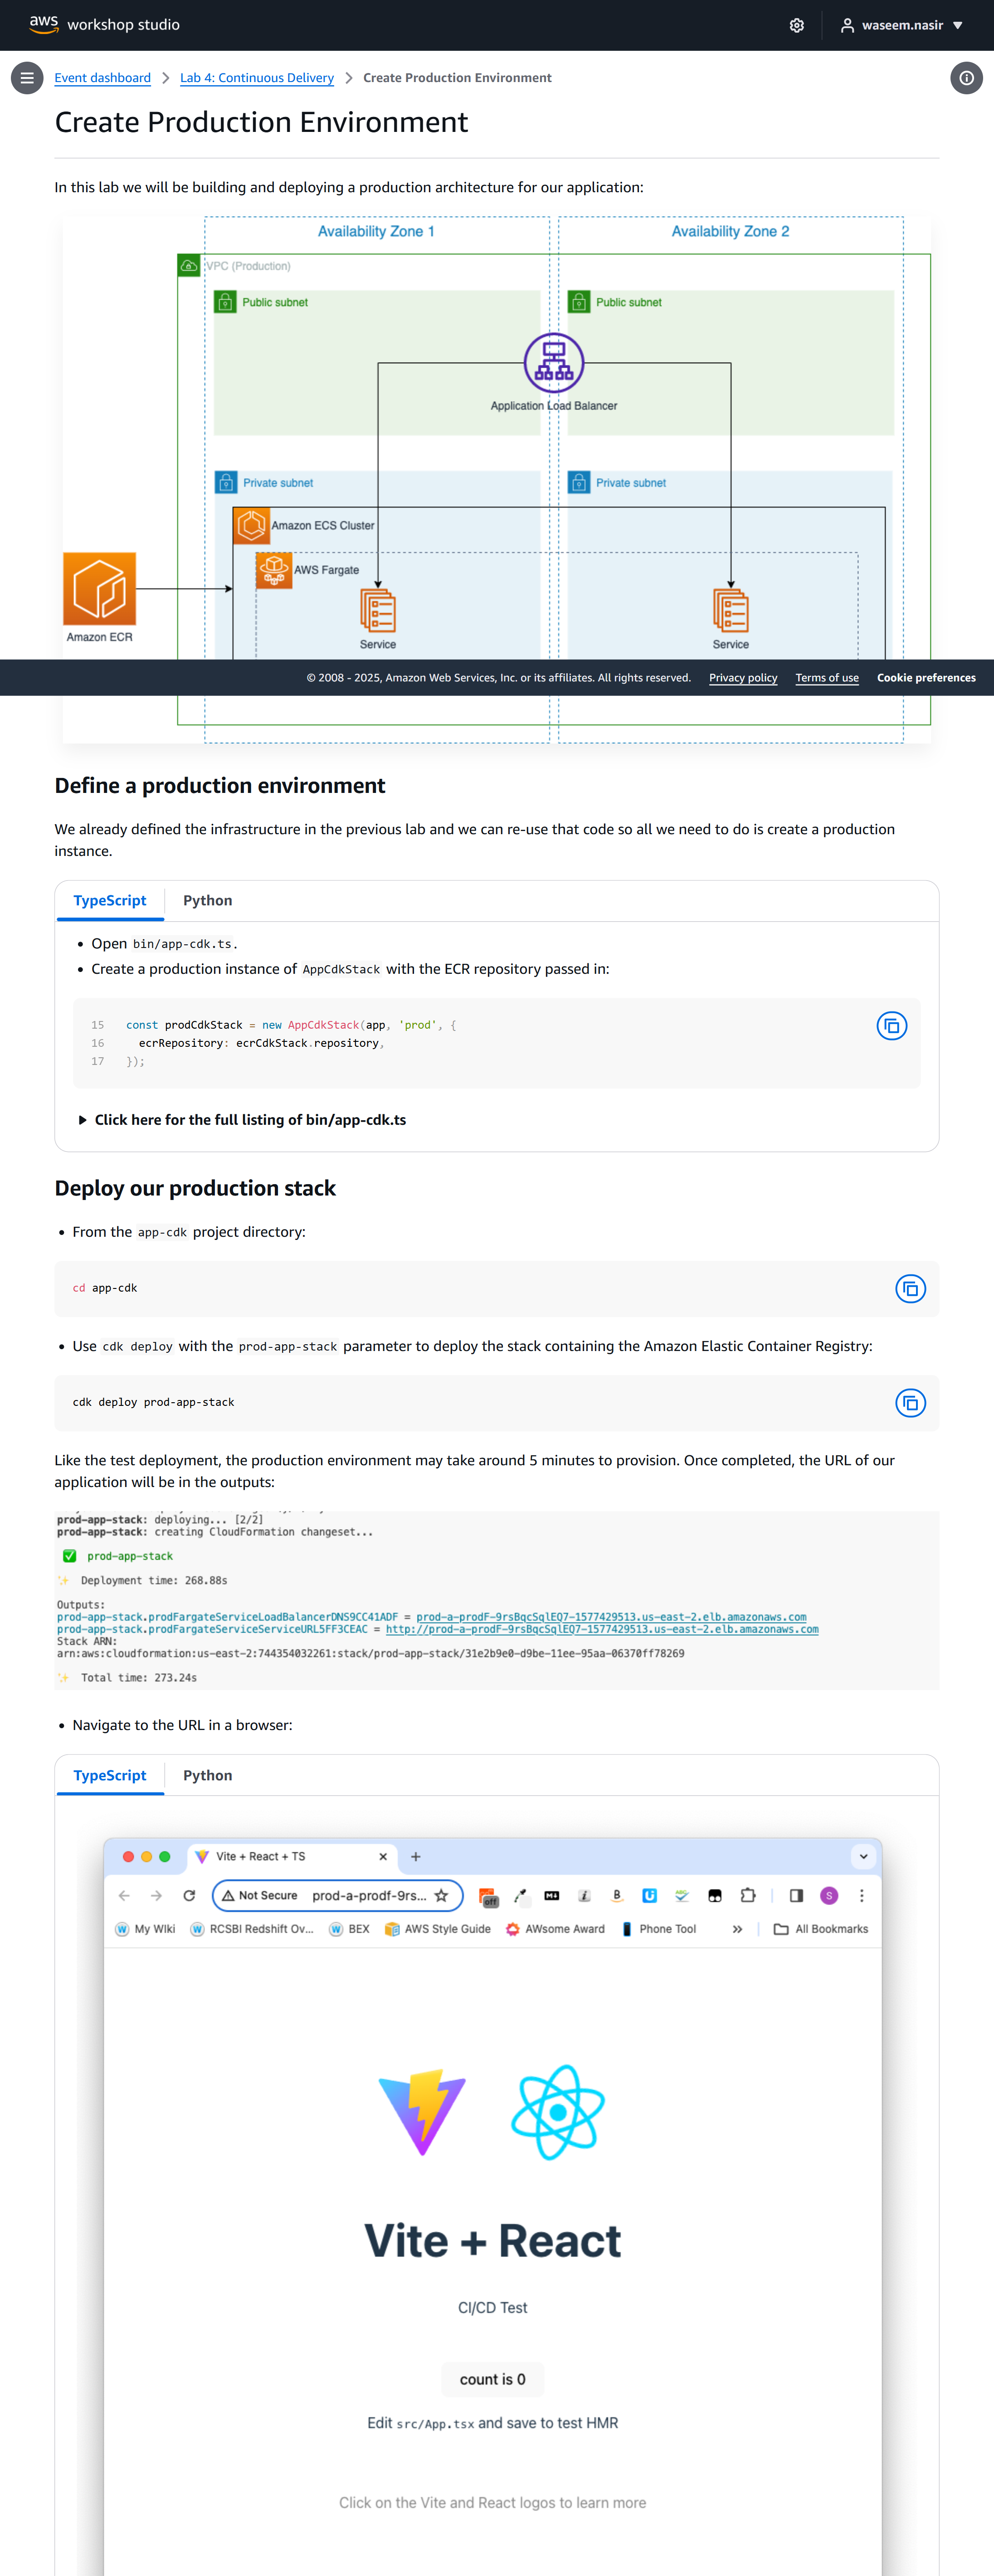 aws workshop studio
waseem.nasir
Event dashboard > Lab 4: Continuous Delivery > Create Production Environment
Create Production Environment
In this lab we will be building and deploying a production architecture for our application:
Availability Zone 1
Availability Zone 2
VPC (Production)
Public subnet
Public subnet
Application Load Balancer
Private subnet
Private subnet
Amazon ECS Cluster
AWS Fargate
Amazon ECR
Service
Service
© 2008 - 2025, Amazon Web Services, Inc. or its affiliates. All rights reserved. Privacy policy Terms of use Cookie preferences
Define a production environment
We already defined the infrastructure in the previous lab and we can re-use that code so all we need to do is create a production
instance.
TypeScript Python
• Open bin/app-cdk.ts.
• Create a production instance of AppCdkStack with the ECR repository passed in:
15 const prodCdkStack = new AppCdkStack(app, 'prod', {
16 ecrRepository: ecrCdkStack.repository,
17 });
Click here for the full listing of bin/app-cdk.ts
Deploy our production stack
• From the app-cdk project directory:
cd app-cdk
• Use cdk deploy with the prod-app-stack parameter to deploy the stack containing the Amazon Elastic Container Registry:
cdk deploy prod-app-stack
Like the test deployment, the production environment may take around 5 minutes to provision. Once completed, the URL of our
application will be in the outputs:
prod-app-stack: deploying... [2/2]
prod-app-stack: creating CloudFormation changeset...
✅ prod-app-stack
✨ Deployment time: 268.88s
Outputs:
prod-app-stack.prodFargateServiceLoadBalancerDNS9CC41ADF = prod-a-prodF-9rsBqcSqlEQ7-1577429513.us-east-2.elb.amazonaws.com
prod-app-stack.prodFargateServiceServiceURL5FF3CEAC = http://prod-a-prodF-9rsBqcSqlEQ7-1577429513.us-east-2.elb.amazonaws.com
Stack ARN:
arn:aws:cloudformation:us-east-2:744354032261:stack/prod-app-stack/31e2b9e0-d9be-11ee-95aa-06370ff78269
✨ Total time: 273.24s
• Navigate to the URL in a browser:
TypeScript Python
Vite + React + TS
Not Secure prod-a-prodf-9rs... off S
My Wiki RCSBI Redshift Ov... BEX AWS Style Guide AWsome Award Phone Tool » All Bookmarks
Vite + React
CI/CD Test
count is 0
Edit src/App.tsx and save to test HMR
Click on the Vite and React logos to learn more